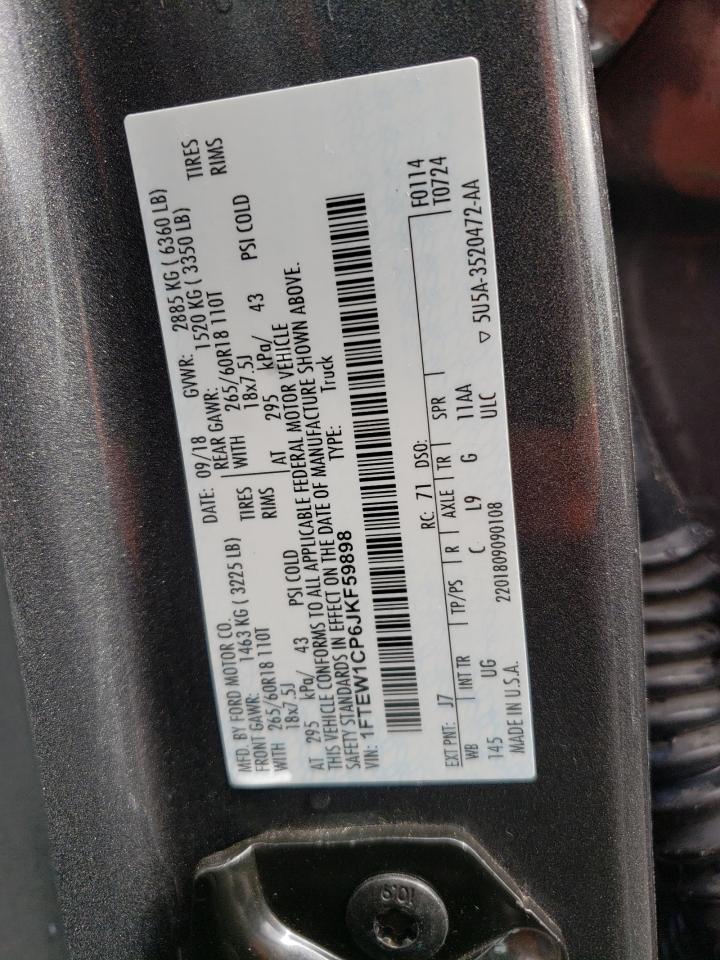 MFD. BY FORD MOTOR CO.
DATE: 09/18 GVWR: 2885 KG ( 6360 LB)
FRONT GAWR: 1463 KG ( 3225 LB) REAR GAWR: 1520 KG ( 3350 LB)
WITH 265/60R18 110T TIRES WITH 265/60R18 110T TIRES
18x7.5J RIMS 18x7.5J RIMS
AT 295 kPa/ 43 PSI COLD AT 295 kPa/ 43 PSI COLD
THIS VEHICLE CONFORMS TO ALL APPLICABLE FEDERAL MOTOR VEHICLE
SAFETY STANDARDS IN EFFECT ON THE DATE OF MANUFACTURE SHOWN ABOVE.
VIN: 1FTEW1CP6JKF59898 TYPE: Truck
F0114
EXT PNT: J7 RC: 71 DSO: T0724
WB INT TR TP/PS R AXLE TR SPR
145 UG C L9 G 11AA
MADE IN U.S.A. 2201809090108 ULC ▽ 5U5A-3520472-AA
10.9